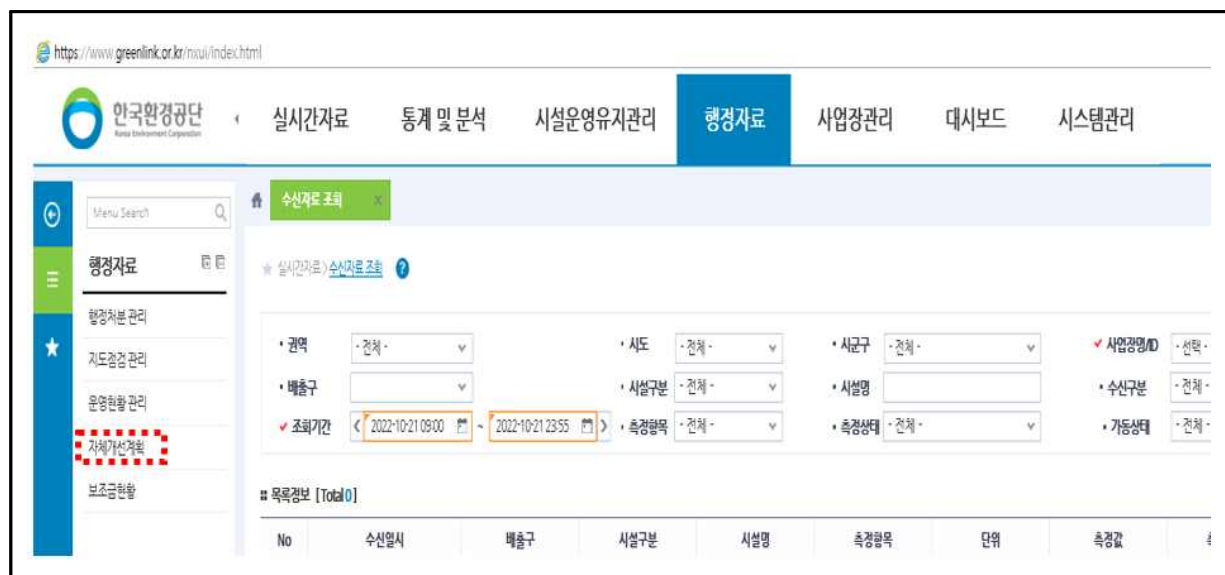 https://www.greenlink.or.kr/nxui/index.html
한국환경공단
Korea Environment Corporation
실시간자료 통계 및 분석 시설운영유지관리 행정자료 사업장관리 대시보드 시스템관리
Menu Search
수신자료 조회 x
행정자료
실시간자료 > 수신자료 조회 ?
행정처분 관리
지도점검 관리
운영현황 관리
자체개선계획
보조금현황
권역 - 전체 - 시도 - 전체 - 시군구 - 전체 - 사업장명/ID - 선택 -
배출구 시설구분 - 전체 - 시설명 수신구분 - 전체 -
조회기간 2022-10-21 09:00 ~ 2022-10-21 23:55 측정항목 - 전체 - 측정상태 - 전체 - 가동상태 - 전체 -
목록정보 [Total 0]
No 수신일시 배출구 시설구분 시설명 측정항목 단위 측정값